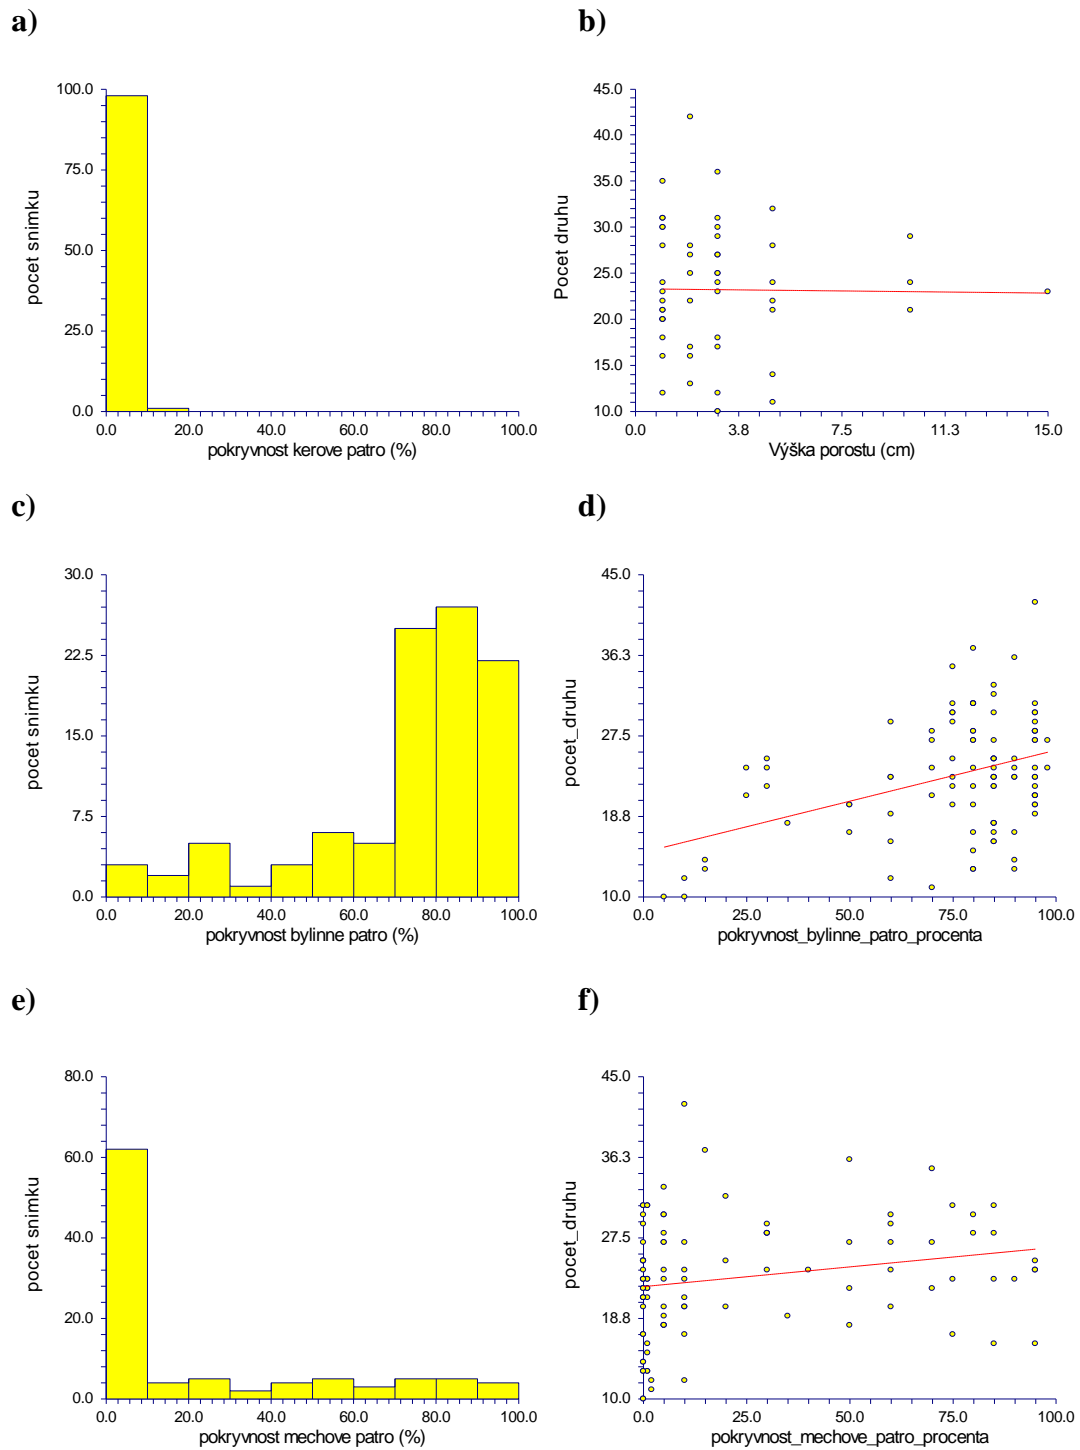 a)
b)
100.0
75.0
50.0
25.0
0.0
pocet snimku
0.0 20.0 40.0 60.0 80.0 100.0
pokryvnost kerove patro (%)
45.0
40.0
35.0
30.0
25.0
20.0
15.0
10.0
Pocet druhu
0.0 3.8 7.5 11.3 15.0
Výška porostu (cm)
c)
d)
30.0
22.5
15.0
7.5
0.0
pocet snimku
0.0 20.0 40.0 60.0 80.0 100.0
pokryvnost bylinne patro (%)
45.0
36.3
27.5
18.8
10.0
pocet_druhu
0.0 25.0 50.0 75.0 100.0
pokryvnost_bylinne_patro_procenta
e)
f)
80.0
60.0
40.0
20.0
0.0
pocet snimku
0.0 20.0 40.0 60.0 80.0 100.0
pokryvnost mechove patro (%)
45.0
36.3
27.5
18.8
10.0
pocet_druhu
0.0 25.0 50.0 75.0 100.0
pokryvnost_mechove_patro_procenta